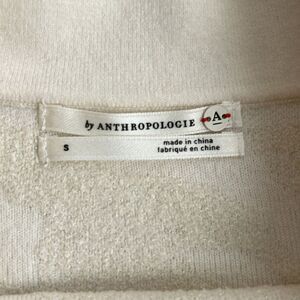 by ANTHROPOLOGIE
A
S
made in china
fabriqué en chine